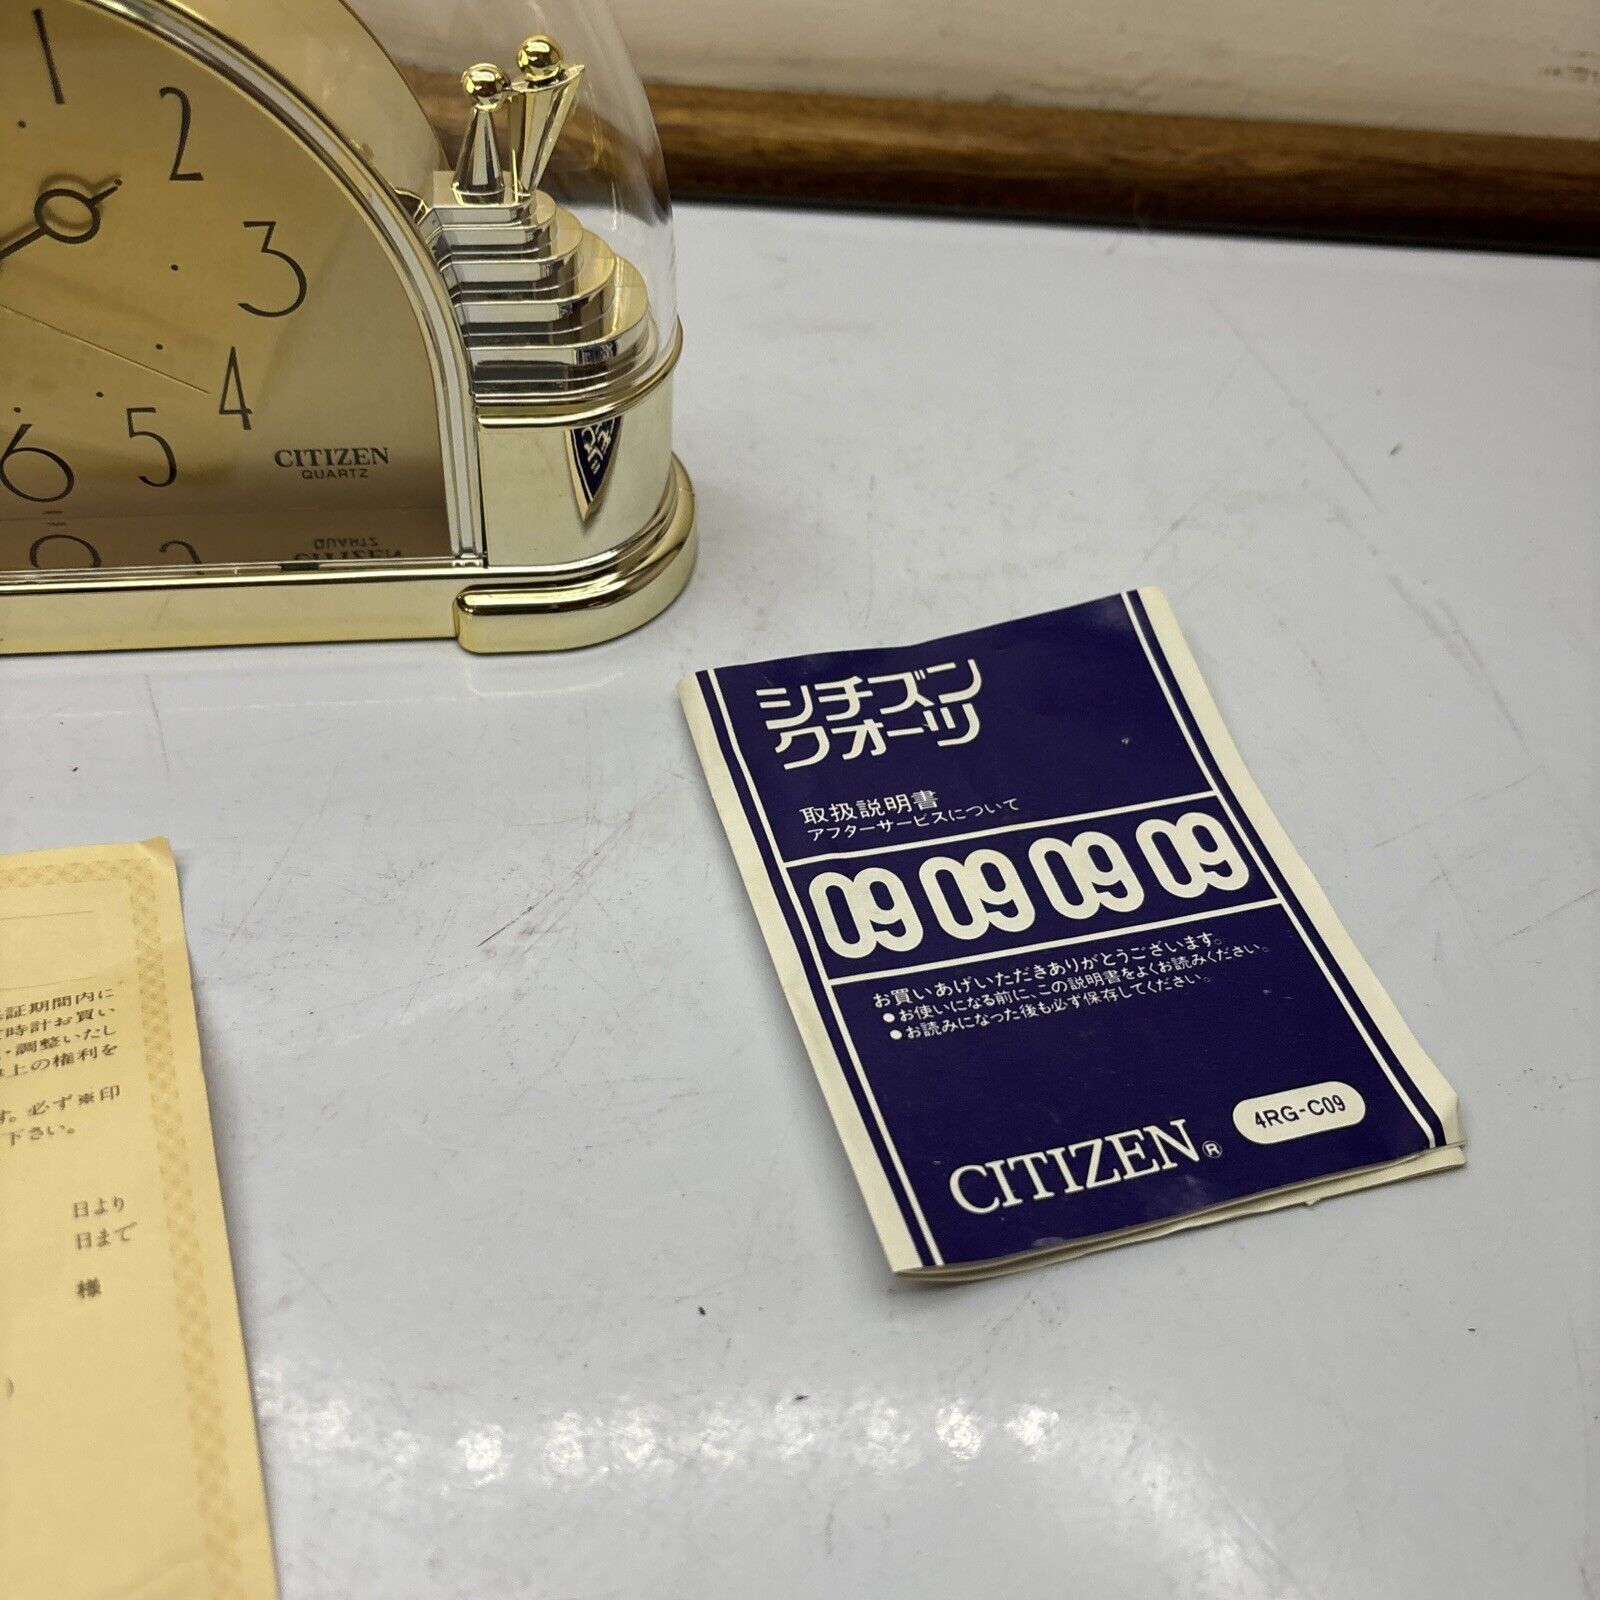 1
2
3
4
5
6
CITIZEN
QUARTZ
シチズン
クオーツ
取扱説明書
アフターサービスについて
09 09 09 09
お買いあげいただきありがとうございます。
●お使いになる前に、この説明書をよくお読みください。
●お読みになった後も必ず保存してください。
4RG-C09
CITIZEN®
証期間内に
時計お買い
・調整いたし
上の権利を
す。必ず※印
下さい。
日より
日まで
様
)